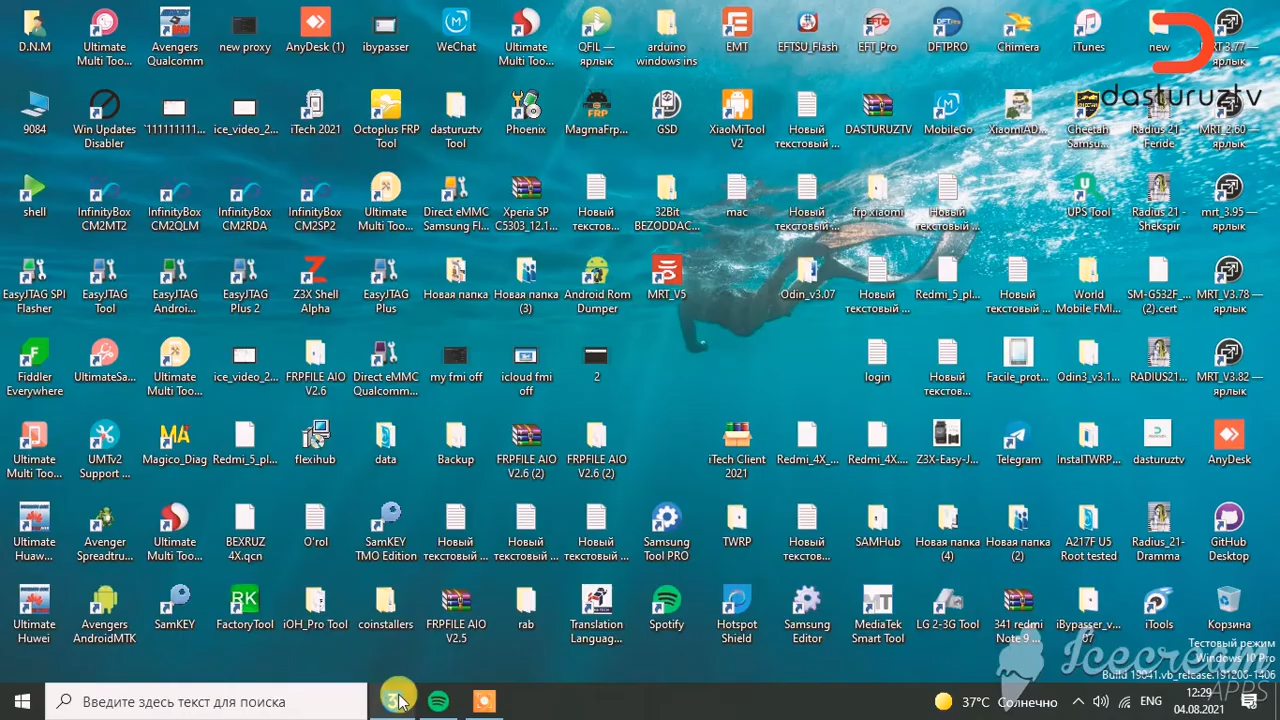 D.N.M
Ultimate
Multi Too...
Avengers
Qualcomm
new proxy
AnyDesk (1)
ibypasser
WeChat
Ultimate
Multi Too...
QFIL —
ярлык
arduino
windows ins
EMT
EFTSU_Flash
EFT_Pro
DFTPRO
Chimera
iTunes
new
MRT 3.77 —
ярлык
dasturuztv
9084
Win Updates
Disabler
ice_video_2...
iTech 2021
Octoplus FRP
Tool
dasturuztv
Tool
Phoenix
MagmaFrp...
GSD
XiaoMiTool
V2
Новый
текстовый ...
DASTURUZTV
MobileGo
XiaomiAD...
Cheetah
Samsu...
Radius 21 -
Feride
MRT 2.60 —
ярлык
shell
InfinityBox
CM2MT2
InfinityBox
CM2QLM
InfinityBox
CM2RDA
InfinityBox
CM2SP2
Ultimate
Multi Too...
Direct eMMC
Samsung Fl...
Xperia SP
C5303_12.1...
Новый
текстов...
32Bit
BEZODDAC...
mac
Новый
текстовый ...
frp xiaomi
Новый
текстовый ...
UPS Tool
Radius 21 -
Shekspir
mrt_3.95 —
ярлык
EasyJTAG SPI
Flasher
EasyJTAG
Tool
EasyJTAG
Androi...
EasyJTAG
Plus 2
Z3X Shell
Alpha
EasyJTAG
Plus
Новая папка
Новая папка
(3)
Android Rom
Dumper
MRT_V5
Odin_v3.07
Новый
текстовый ...
Redmi_5_pl...
Новый
текстовый ...
World
Mobile FMI...
SM-G532F_...
(2).cert
MRT_V3.78 —
ярлык
Fiddler
Everywhere
UltimateSa...
Ultimate
Multi Too...
ice_video_2...
FRPFILE AIO
V2.6
Direct eMMC
Qualcomm...
my fmi off
icloud fmi
off
2
login
Новый
текстов...
Facile_prot...
Odin3_v3.1...
RADIUS21...
MRT_V3.82 —
ярлык
Ultimate
Multi Too...
UMTv2
Support ...
Magico_Diag
Redmi_5_pl...
flexihub
data
Backup
FRPFILE AIO
V2.6 (2)
FRPFILE AIO
V2.6 (2)
iTech Client
2021
Redmi_4X_...
Redmi_4X....
Z3X-Easy-J...
Telegram
InstalTWRP...
dasturuztv
AnyDesk
Ultimate
Huaw...
Avenger
Spreadtru...
Ultimate
Multi Too...
BEXRUZ
4X.qcn
O'rol
SamKEY
TMO Edition
Новый
текстовый ...
Новый
текстовый ...
Новый
текстовый ...
Samsung
Tool PRO
TWRP
Новый
текстов...
SAMHub
Новая папка
(4)
Новая папка
(2)
A217F U5
Root tested
Radius_21-
Dramma
GitHub
Desktop
Ultimate
Huwei
Avengers
AndroidMTK
SamKEY
FactoryTool
iOH_Pro Tool
coinstallers
FRPFILE AIO
V2.5
rab
Translation
Languag...
Spotify
Hotspot
Shield
Samsung
Editor
MediaTek
Smart Tool
LG 2-3G Tool
341 redmi
Note 9 ...
iBypasser_v...
iTools
Корзина
Тестовый режим
Windows 10 Pro
Build 19041.vb_release.191206-1406
Icecream
APPS
Введите здесь текст для поиска
37°C Солнечно
ENG
12:29
04.08.2021